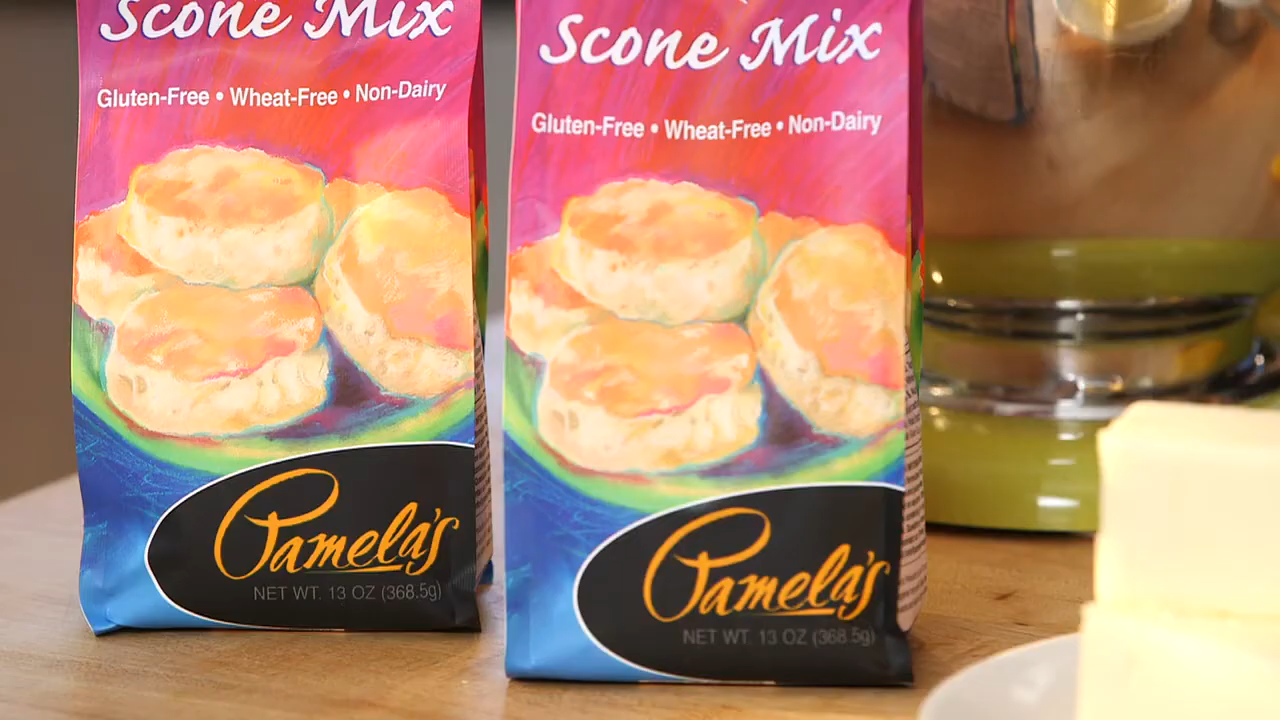 Scone Mix
Gluten-Free • Wheat-Free • Non-Dairy
Pamela's
NET WT. 13 OZ (368.5g)
Scone Mix
Gluten-Free • Wheat-Free • Non-Dairy
Pamela's
NET WT. 13 OZ (368.5g)